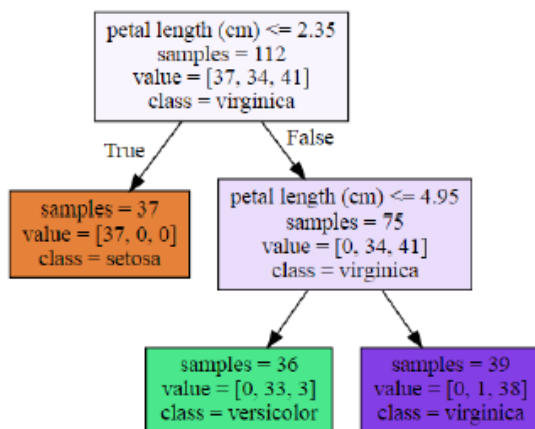 petal length (cm) <= 2.35
samples = 112
value = [37, 34, 41]
class = virginica
True
False
samples = 37
value = [37, 0, 0]
class = setosa
petal length (cm) <= 4.95
samples = 75
value = [0, 34, 41]
class = virginica
samples = 36
value = [0, 33, 3]
class = versicolor
samples = 39
value = [0, 1, 38]
class = virginica